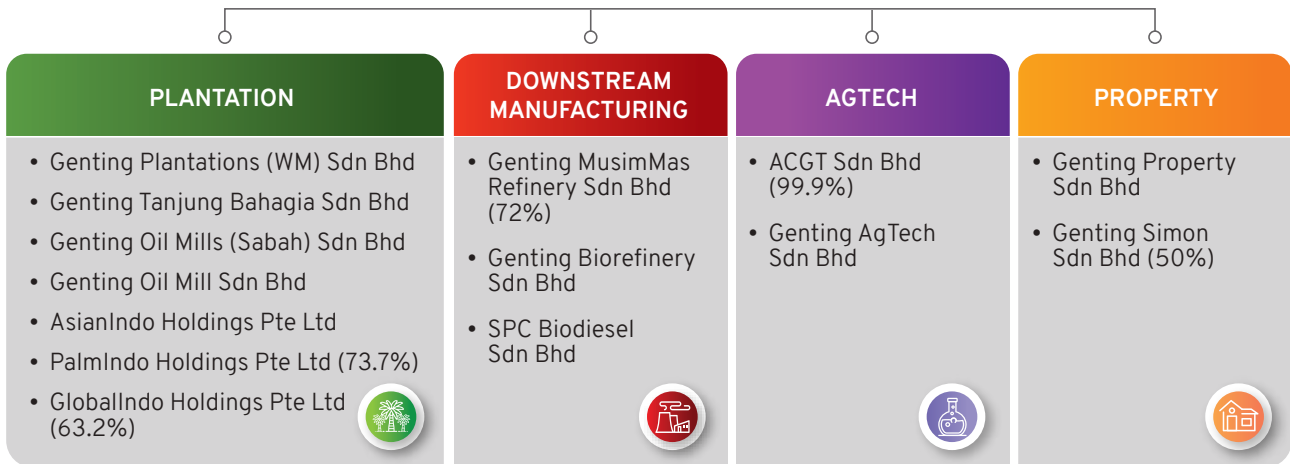 PLANTATION
• Genting Plantations (WM) Sdn Bhd
• Genting Tanjung Bahagia Sdn Bhd
• Genting Oil Mills (Sabah) Sdn Bhd
• Genting Oil Mill Sdn Bhd
• AsianIndo Holdings Pte Ltd
• PalmIndo Holdings Pte Ltd (73.7%)
• GlobalIndo Holdings Pte Ltd
(63.2%)
DOWNSTREAM
MANUFACTURING
• Genting MusimMas
Refinery Sdn Bhd
(72%)
• Genting Biorefinery
Sdn Bhd
• SPC Biodiesel
Sdn Bhd
AGTECH
• ACGT Sdn Bhd
(99.9%)
• Genting AgTech
Sdn Bhd
PROPERTY
• Genting Property
Sdn Bhd
• Genting Simon
Sdn Bhd (50%)